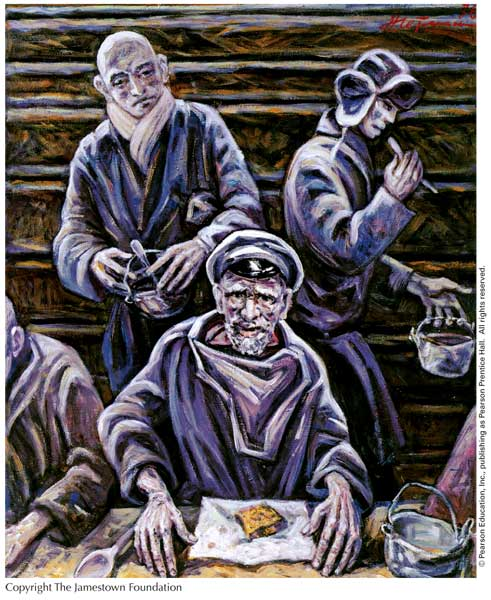 © Pearson Education, Inc., publishing as Pearson Prentice Hall. All rights reserved.
Copyright The Jamestown Foundation